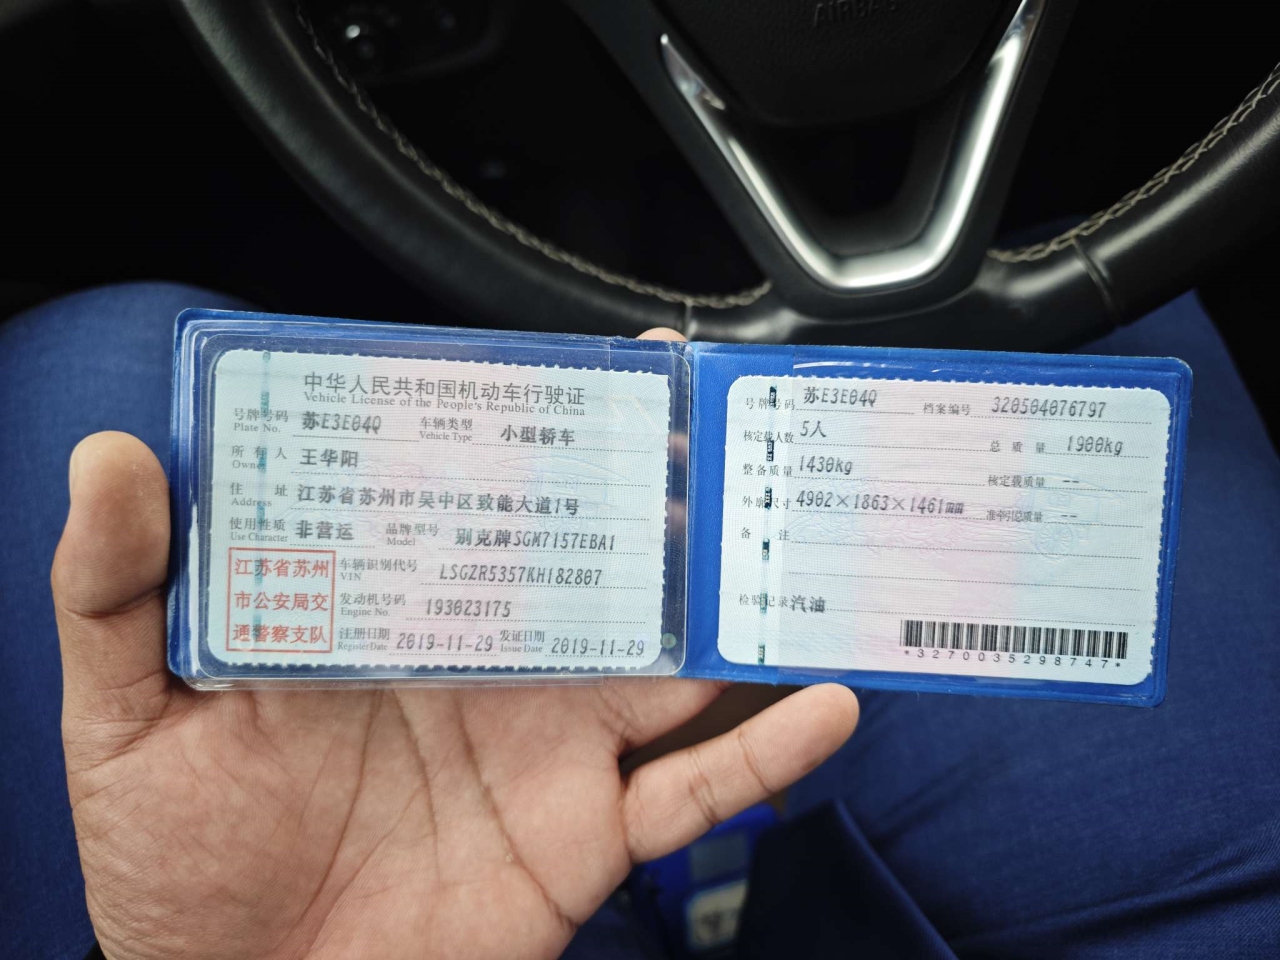 AIRBAG
中华人民共和国机动车行驶证
Vehicle License of the People's Republic of China
号牌号码 苏E3E04Q 车辆类型 小型轿车
Plate No. Vehicle Type
所有人 王华阳
Owner
住址 江苏省苏州市吴中区致能大道1号
Address
使用性质 非营运 品牌型号 别克牌SGM7157EBA1
Use Character Model
江苏省苏州
市公安局交
通警察支队
车辆识别代号 LSGZR5357KH182807
VIN
发动机号码 193023175
Engine No.
注册日期 2019-11-29 发证日期 2019-11-29
Register Date Issue Date
号牌号码 苏E3E04Q 档案编号 320504076797
核定载人数 5人 总质量 1900kg
整备质量 1430kg 核定载质量 --
外廓尺寸 4902×1863×1461mm 准牵引总质量 --
备注
检验记录 汽油
*3270035298747*